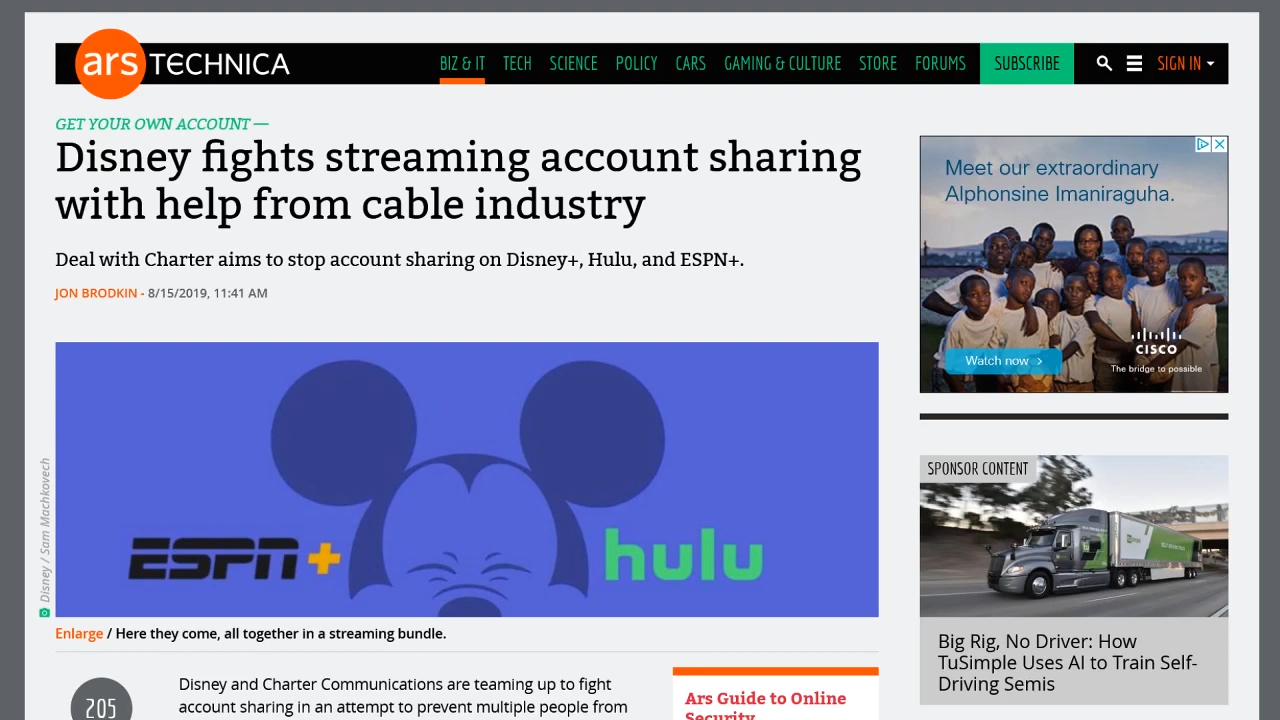 ars TECHNICA
BIZ & IT TECH SCIENCE POLICY CARS GAMING & CULTURE STORE FORUMS SUBSCRIBE SIGN IN
GET YOUR OWN ACCOUNT —
Disney fights streaming account sharing
with help from cable industry
Deal with Charter aims to stop account sharing on Disney+, Hulu, and ESPN+.
JON BRODKIN - 8/15/2019, 11:41 AM
Disney / Sam Machkovech
ESPN+
hulu
Enlarge / Here they come, all together in a streaming bundle.
205
Disney and Charter Communications are teaming up to fight
account sharing in an attempt to prevent multiple people from
Ars Guide to Online
Security
Meet our extraordinary
Alphonsine Imaniraguha.
Watch now >
CISCO
The bridge to possible
SPONSOR CONTENT
Big Rig, No Driver: How
TuSimple Uses AI to Train Self-
Driving Semis